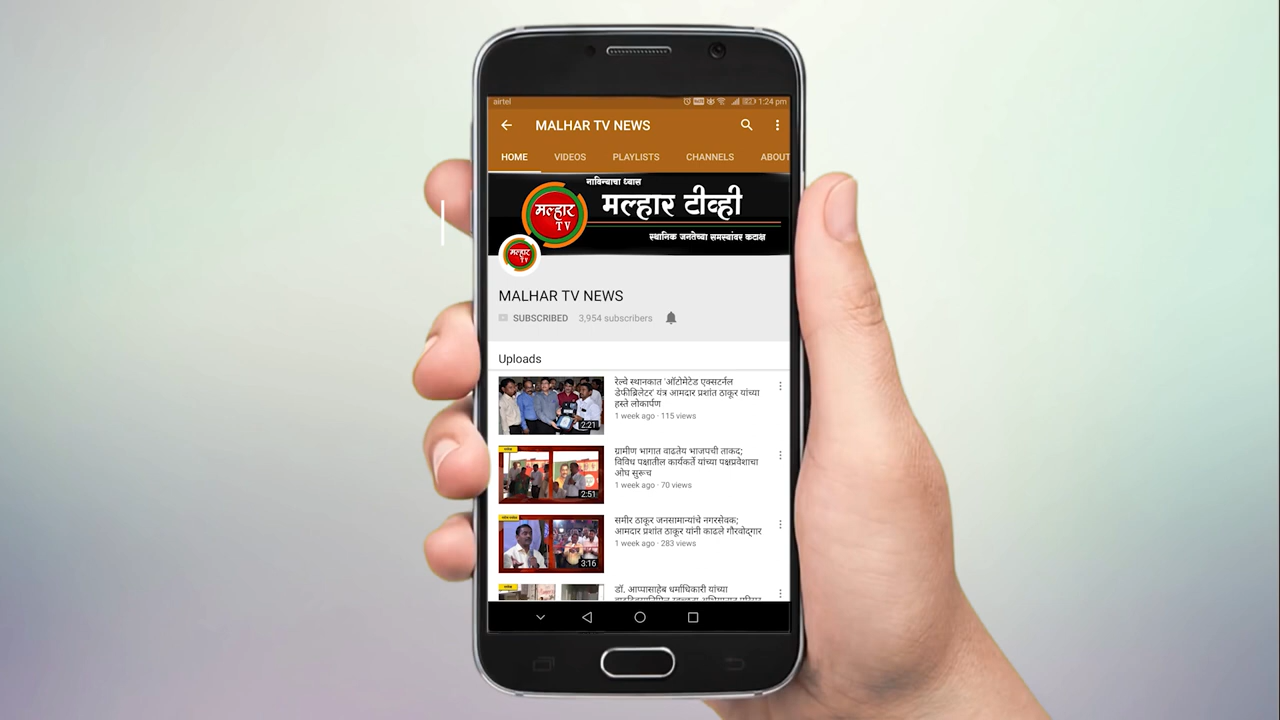 airtel 1:24 pm
MALHAR TV NEWS
HOME VIDEOS PLAYLISTS CHANNELS ABOUT
नाविन्याचा ध्यास
मल्हार टीव्ही
मल्हार
TV
स्थानिक जनतेच्या समस्यांवर कटाक्ष
मल्हार
TV
MALHAR TV NEWS
SUBSCRIBED 3,954 subscribers
Uploads
रेल्वे स्थानकात 'ऑटोमेटेड एक्सटर्नल
डेफीब्रिलेटर' यंत्र आमदार प्रशांत ठाकूर यांच्या
हस्ते लोकार्पण
1 week ago · 115 views
2:21
ग्रामीण भागात वाढतेय भाजपची ताकद;
विविध पक्षातील कार्यकर्ते यांच्या पक्षप्रवेशाचा
ओघ सुरूच
1 week ago · 70 views
2:51
समीर ठाकूर जनसामान्यांचे नगरसेवक;
आमदार प्रशांत ठाकूर यांनी काढले गौरवोद्गार
1 week ago · 283 views
3:16
डॉ. आप्पासाहेब धर्माधिकारी यांच्या